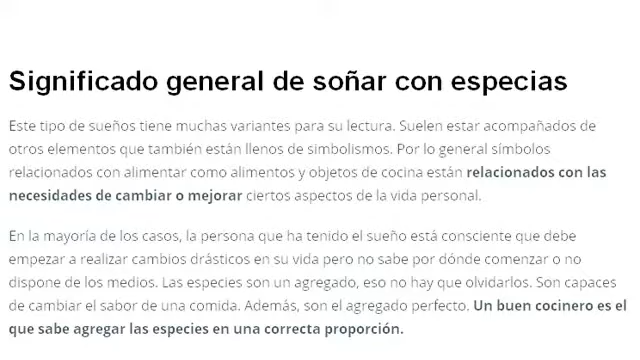 Significado general de soñar con especias
Este tipo de sueños tiene muchas variantes para su lectura. Suelen estar acompañados de
otros elementos que también están llenos de simbolismos. Por lo general símbolos
relacionados con alimentar como alimentos y objetos de cocina están relacionados con las
necesidades de cambiar o mejorar ciertos aspectos de la vida personal.
En la mayoría de los casos, la persona que ha tenido el sueño está consciente que debe
empezar a realizar cambios drásticos en su vida pero no sabe por dónde comenzar o no
dispone de los medios. Las especies son un agregado, eso no hay que olvidarlos. Son capaces
de cambiar el sabor de una comida. Además, son el agregado perfecto. Un buen cocinero es el
que sabe agregar las especies en una correcta proporción.